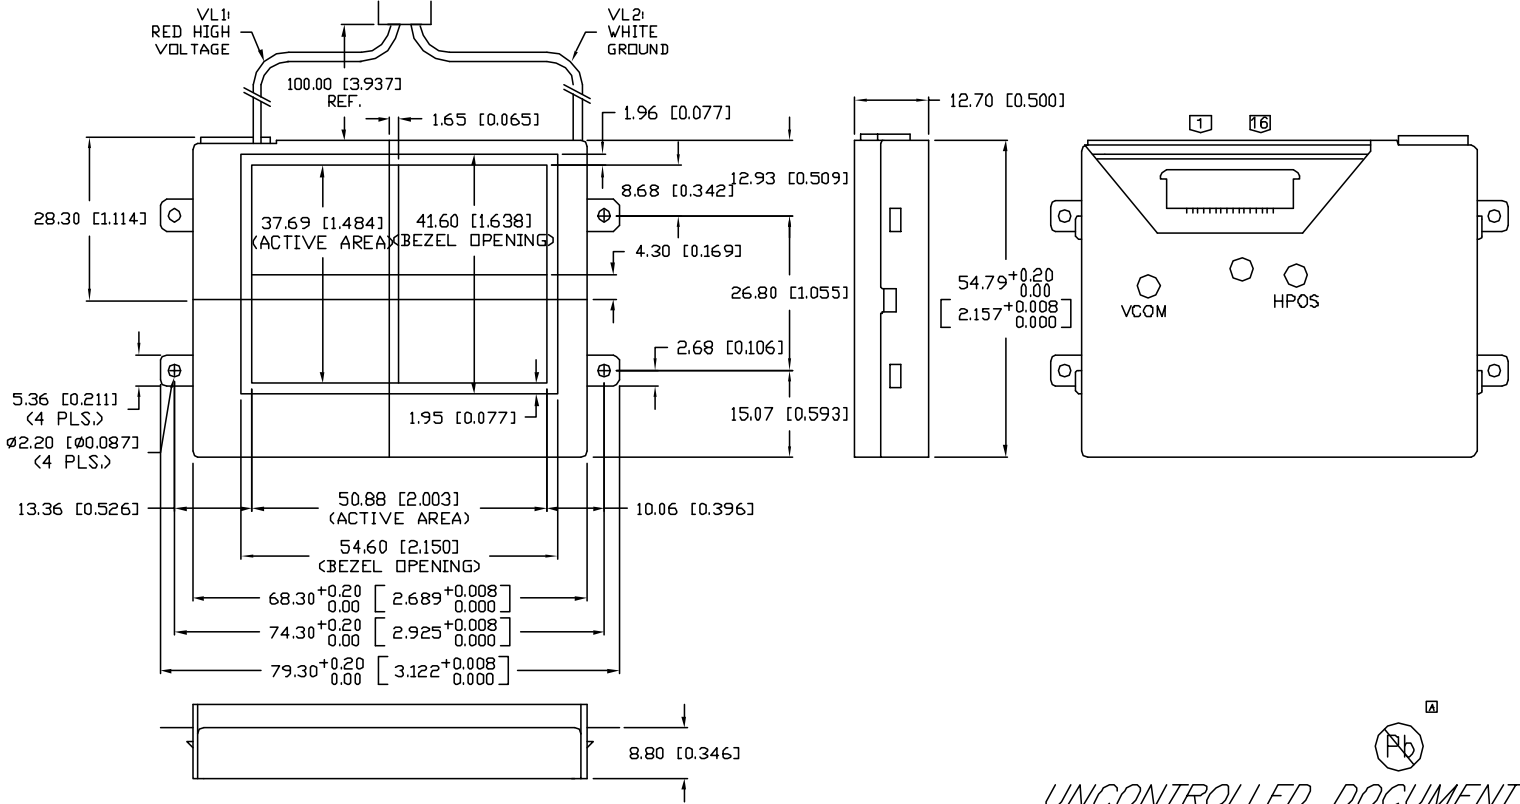 VL1:
RED HIGH
VOLTAGE
VL2:
WHITE
GROUND
100.00 [3.937]
REF.
1.65 [0.065]
1.96 [0.077]
12.70 [0.500]
1
16
12.93 [0.509]
8.68 [0.342]
28.30 [1.114]
37.69 [1.484]
(ACTIVE AREA)
41.60 [1.638]
(BEZEL OPENING)
4.30 [0.169]
54.79 +0.20 0.00
[2.157 +0.008 0.000]
26.80 [1.055]
VCOM
HPOS
2.68 [0.106]
5.36 [0.211]
(4 PLS.)
1.95 [0.077]
15.07 [0.593]
ø2.20 [ø0.087]
(4 PLS.)
13.36 [0.526]
50.88 [2.003]
(ACTIVE AREA)
10.06 [0.396]
54.60 [2.150]
(BEZEL OPENING)
68.30 +0.20 0.00 [2.689 +0.008 0.000]
74.30 +0.20 0.00 [2.925 +0.008 0.000]
79.30 +0.20 0.00 [3.122 +0.008 0.000]
8.80 [0.346]
A
Pb
UNCONTROLLED DOCUMENT